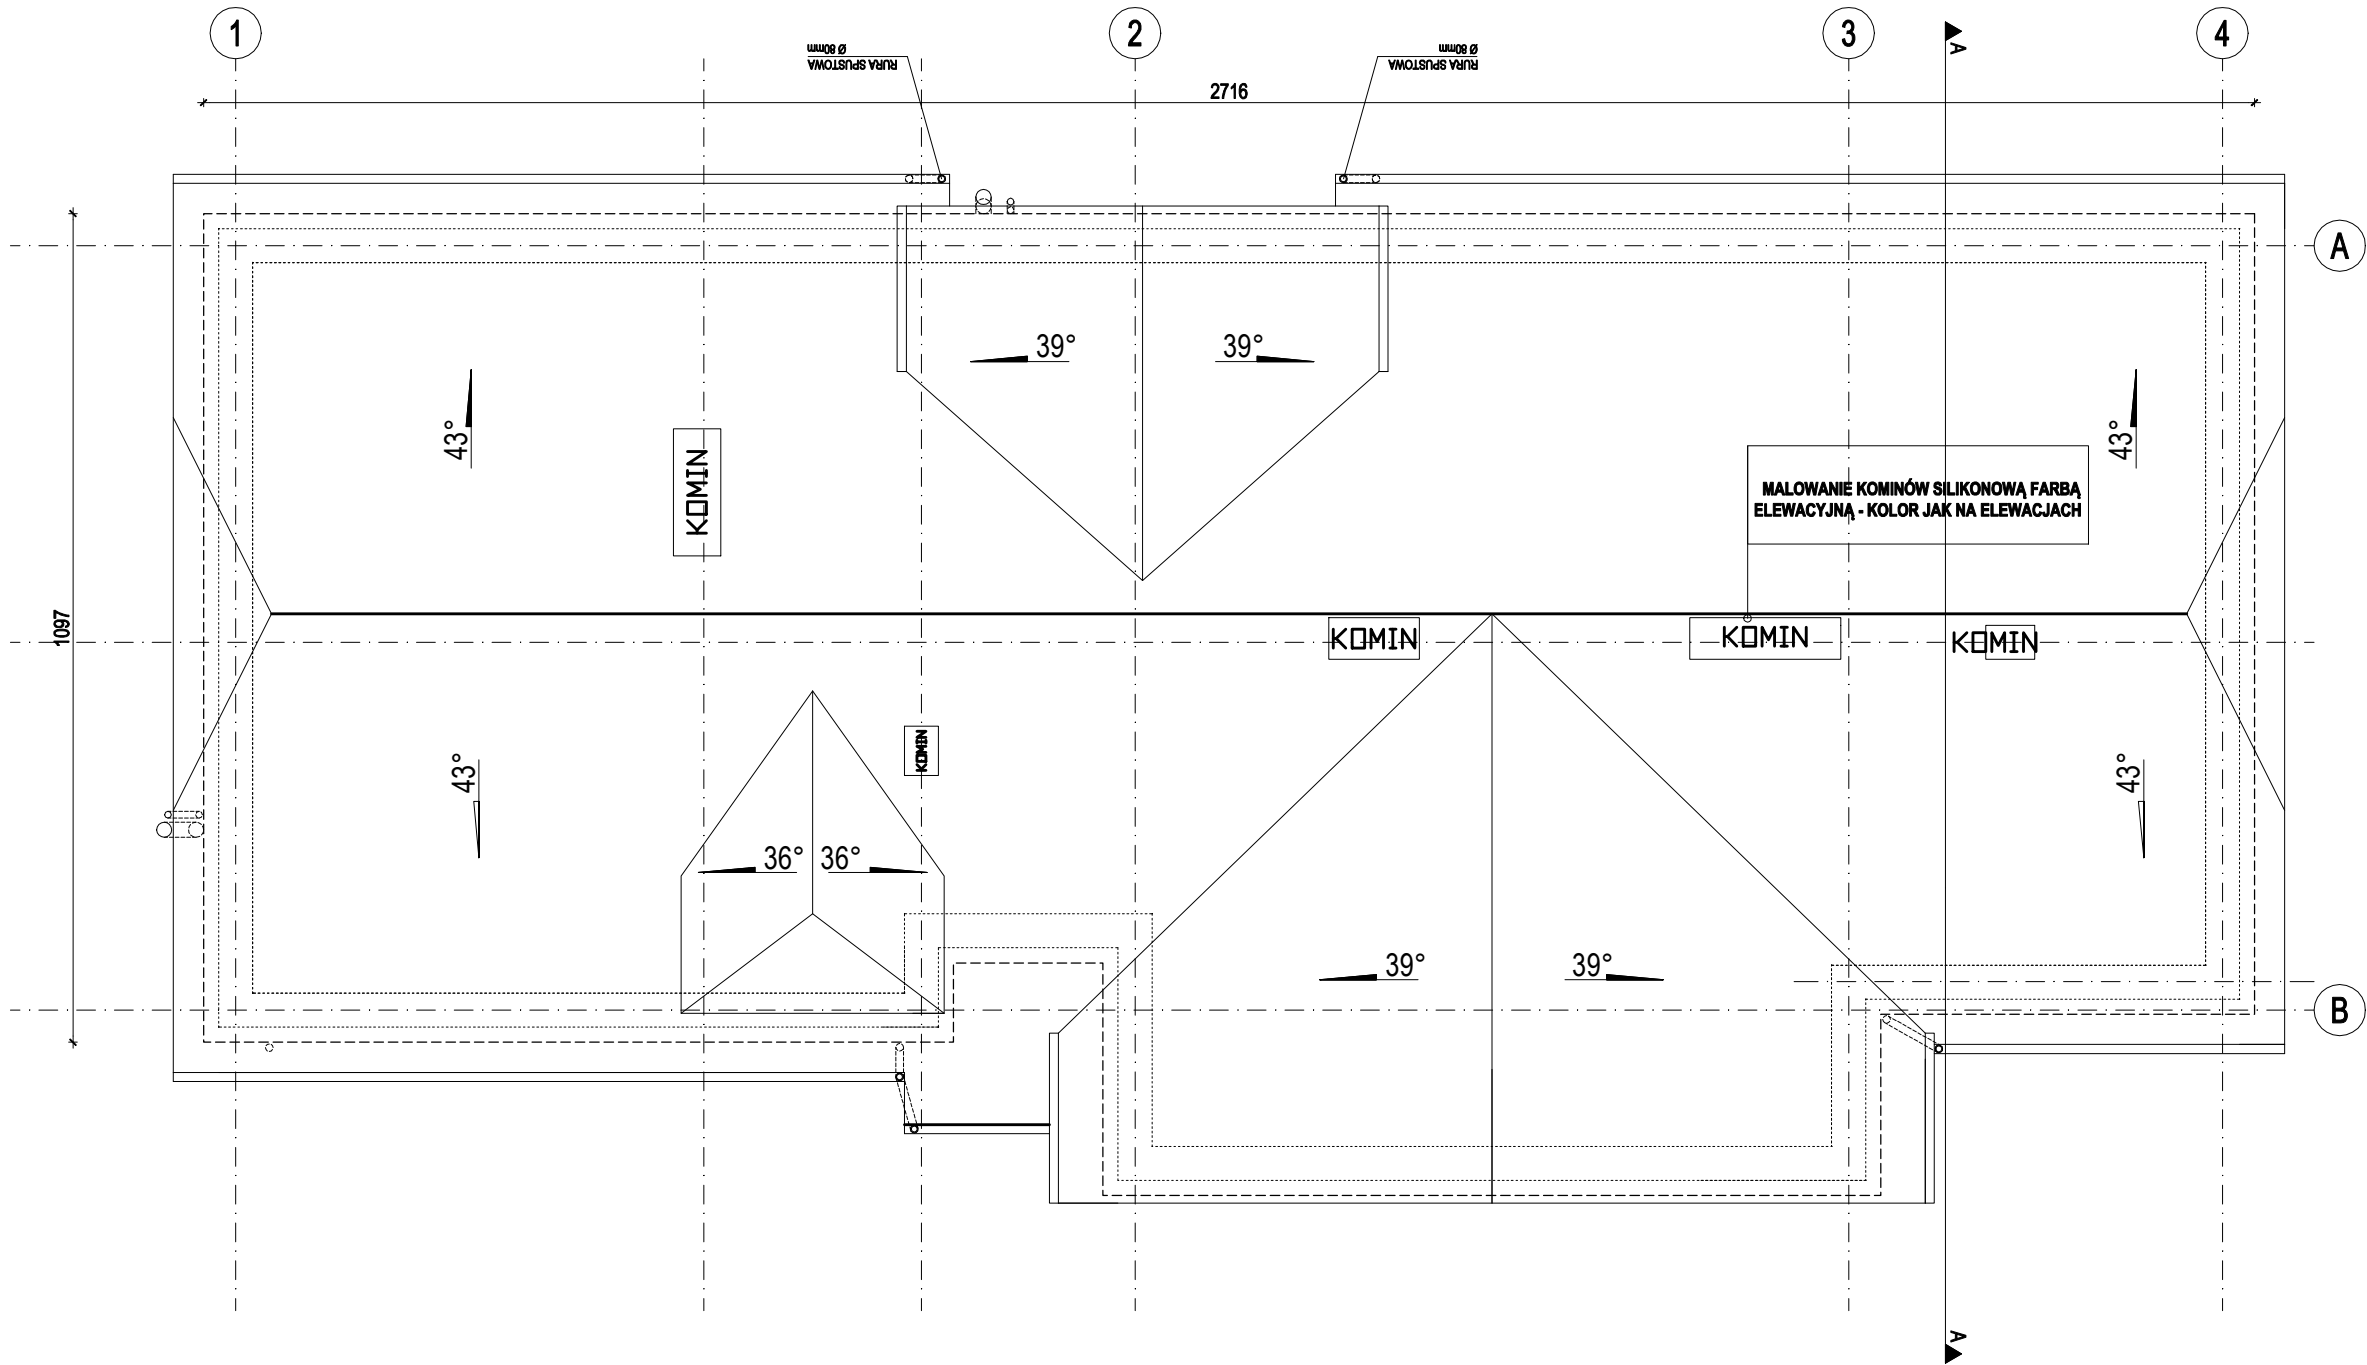 1
2
3
4
A
RURA SPUSTOWA
Ø 80mm
RURA SPUSTOWA
Ø 80mm
2716
A
39°
39°
43°
43°
KOMIN
MALOWANIE KOMINÓW SILIKONOWĄ FARBĄ
ELEWACYJNĄ - KOLOR JAK NA ELEWACJACH
1097
KOMIN
KOMIN
KOMIN
KOMIN
43°
43°
36°
36°
39°
39°
B
A